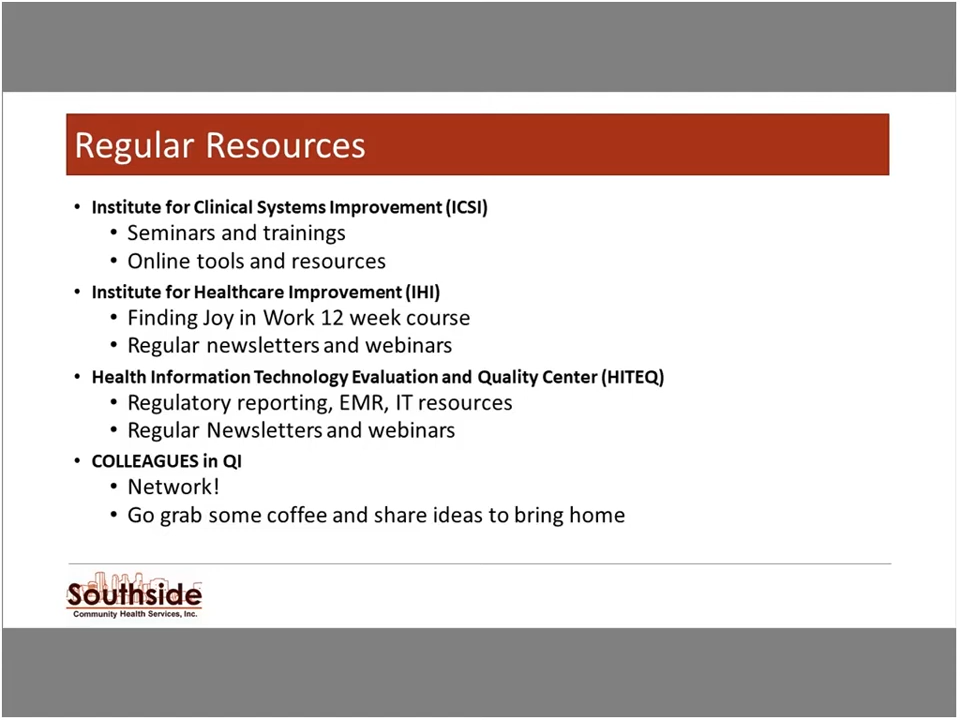 Regular Resources
• Institute for Clinical Systems Improvement (ICSI)
• Seminars and trainings
• Online tools and resources
• Institute for Healthcare Improvement (IHI)
• Finding Joy in Work 12 week course
• Regular newsletters and webinars
• Health Information Technology Evaluation and Quality Center (HITEQ)
• Regulatory reporting, EMR, IT resources
• Regular Newsletters and webinars
• COLLEAGUES in QI
• Network!
• Go grab some coffee and share ideas to bring home
Southside
Community Health Services, Inc.